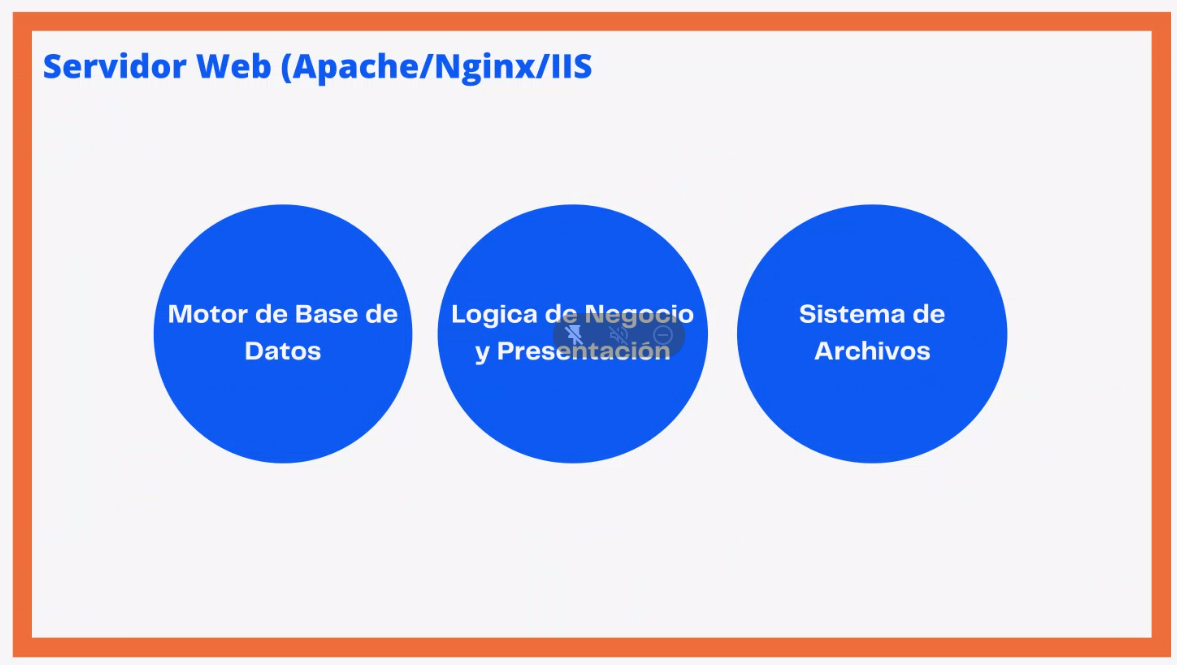 Servidor Web (Apache/Nginx/IIS
Motor de Base de
Datos
Logica de Negocio
y Presentación
Sistema de
Archivos